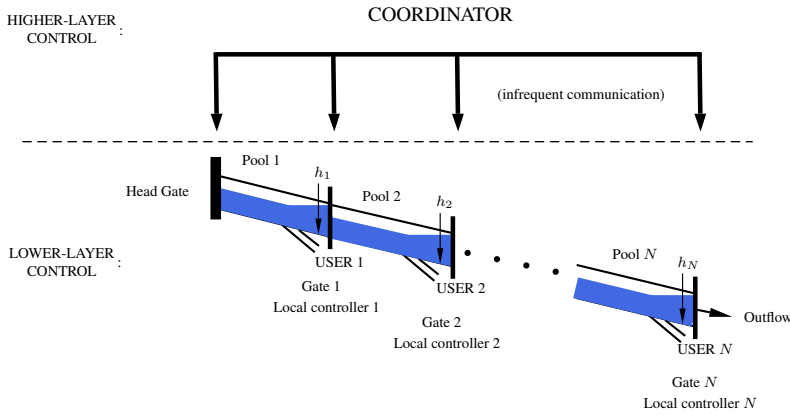 HIGHER-LAYER
CONTROL :
COORDINATOR
(infrequent communication)
Pool 1
Head Gate
h₁
Pool 2
h₂
LOWER-LAYER
CONTROL :
USER 1
Gate 1
Local controller 1
USER 2
Gate 2
Local controller 2
Pool N
h_N
Outflow
USER N
Gate N
Local controller N